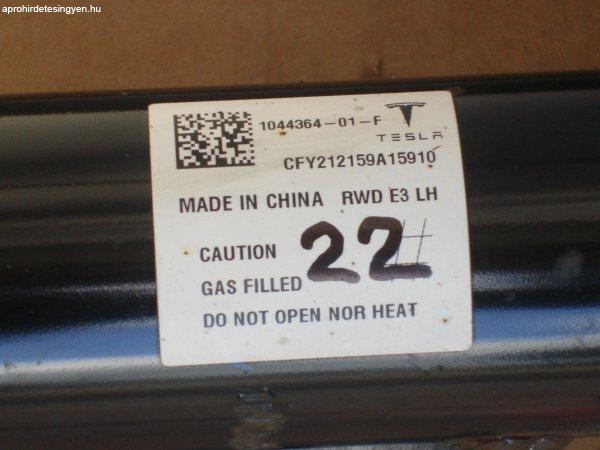 aprohirdetesingyen.hu
1044364-01-F
TESLA
CFY212159A15910
MADE IN CHINA RWD E3 LH
CAUTION
22
GAS FILLED
DO NOT OPEN NOR HEAT